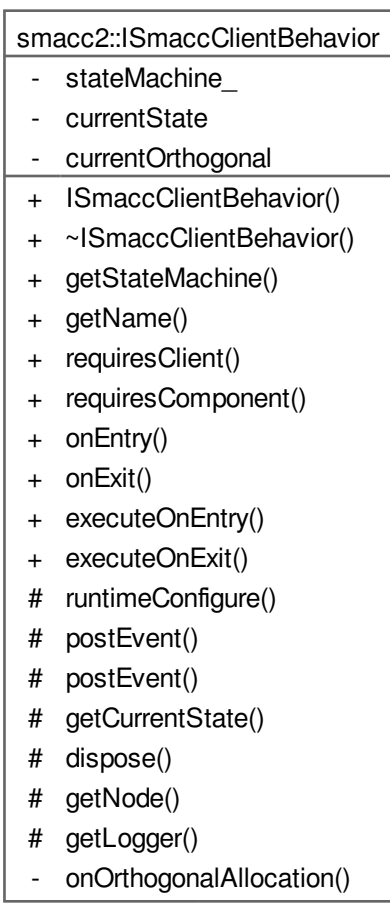 smacc2::ISmaccClientBehavior
- stateMachine_
- currentState
- currentOrthogonal
+ ISmaccClientBehavior()
+ ~ISmaccClientBehavior()
+ getStateMachine()
+ getName()
+ requiresClient()
+ requiresComponent()
+ onEntry()
+ onExit()
+ executeOnEntry()
+ executeOnExit()
# runtimeConfigure()
# postEvent()
# postEvent()
# getCurrentState()
# dispose()
# getNode()
# getLogger()
- onOrthogonalAllocation()